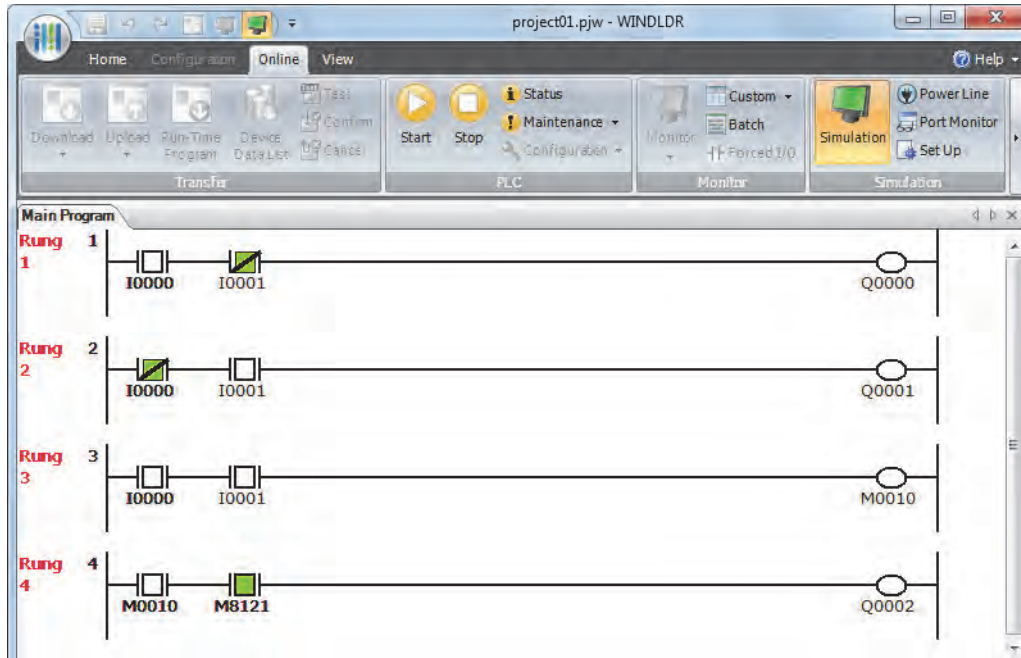 project01.pjw - WINDLDR
Home Configuration Online View Help
Download Upload Run-Time Program Device Data List Test Confirm Cancel
Transfer
Start Stop Status Maintenance Configuration
PLC
Monitor Custom Batch Forced I/O
Monitor
Simulation Power Line Port Monitor Set Up
Simulation
Main Program
Rung 1
1
I0000 I0001 Q0000
Rung 2
2
I0000 I0001 Q0001
Rung 3
3
I0000 I0001 M0010
Rung 4
4
M0010 M8121 Q0002